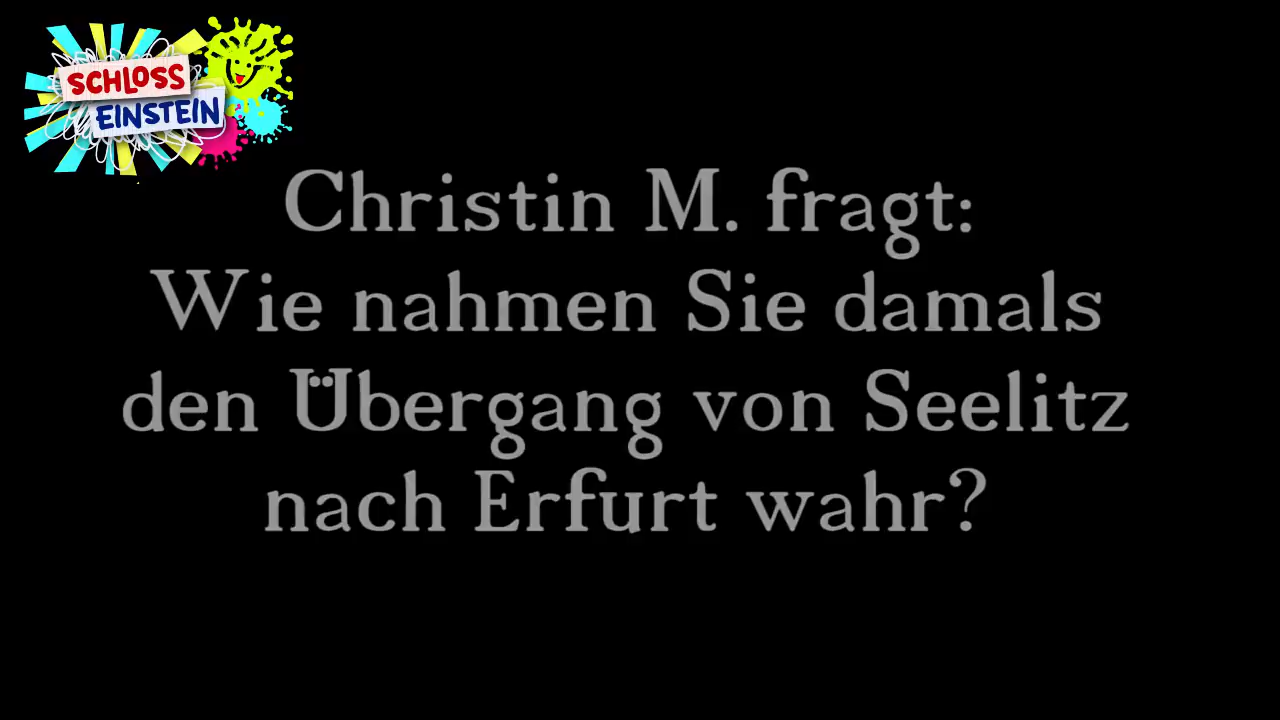 SCHLOSS
EINSTEIN
Christin M. fragt:
Wie nahmen Sie damals
den Übergang von Seelitz
nach Erfurt wahr?